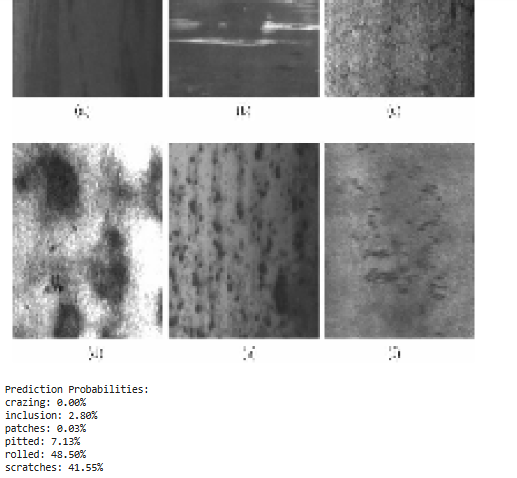 Prediction Probabilities:
crazing: 0.00%
inclusion: 2.80%
patches: 0.03%
pitted: 7.13%
rolled: 48.50%
scratches: 41.55%